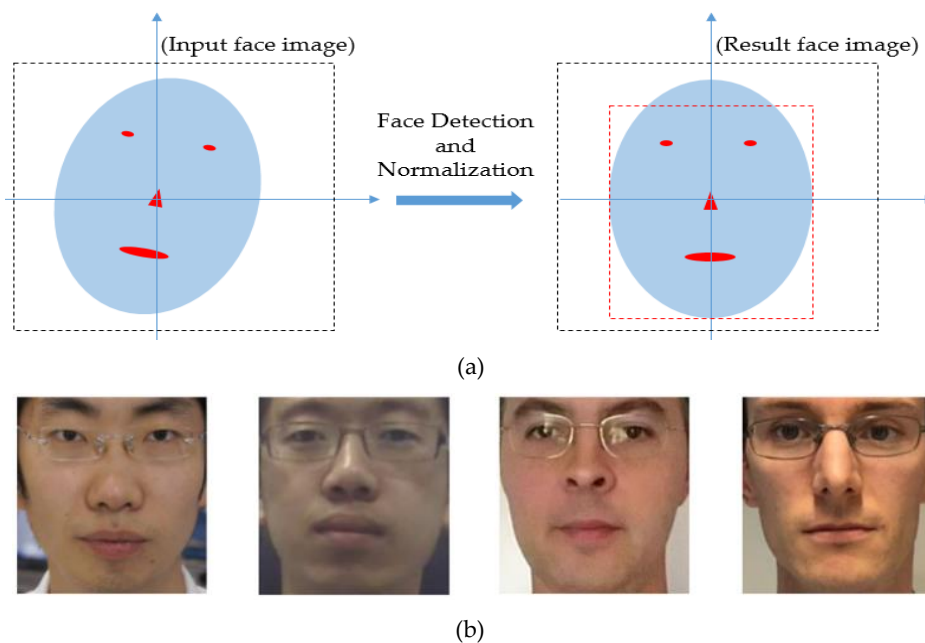 (Input face image)
(Result face image)
Face Detection
and
Normalization
(a)
(b)